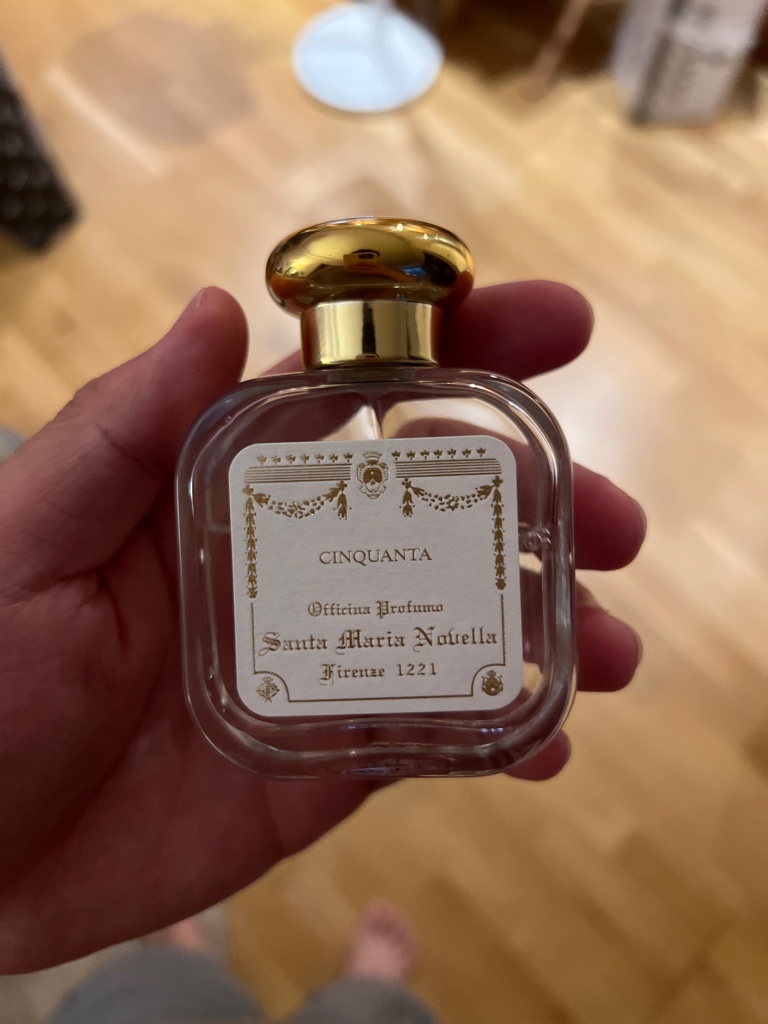 CINQUANTA
Officina Profumo
Santa Maria Novella
Firenze 1221